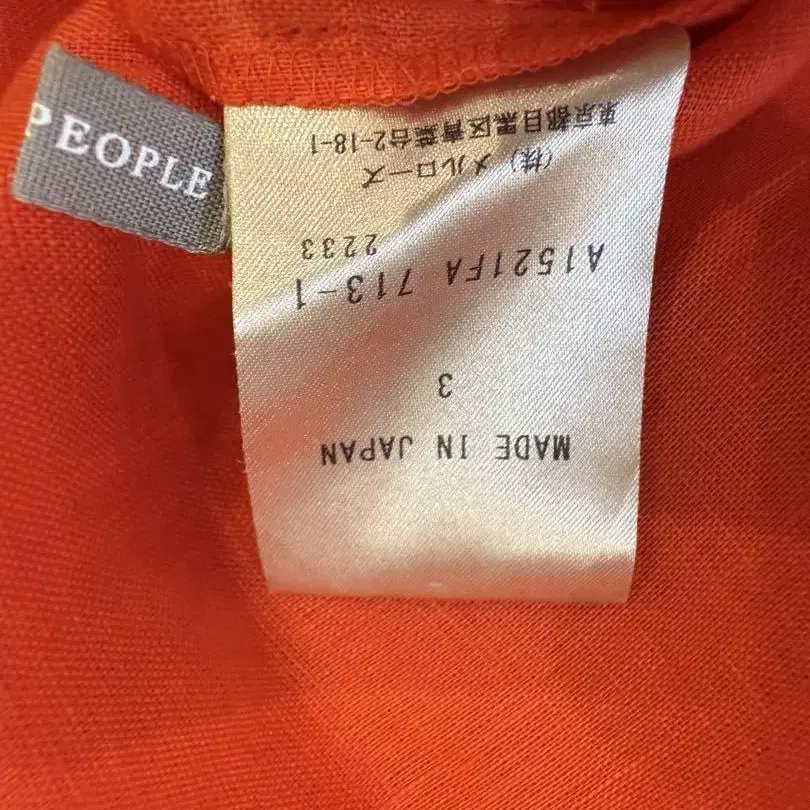 PEOPLE
MADE IN JAPAN
3
A1521FA 713-1
2233
(株) メルローズ
東京都目黒区青葉台2-18-1